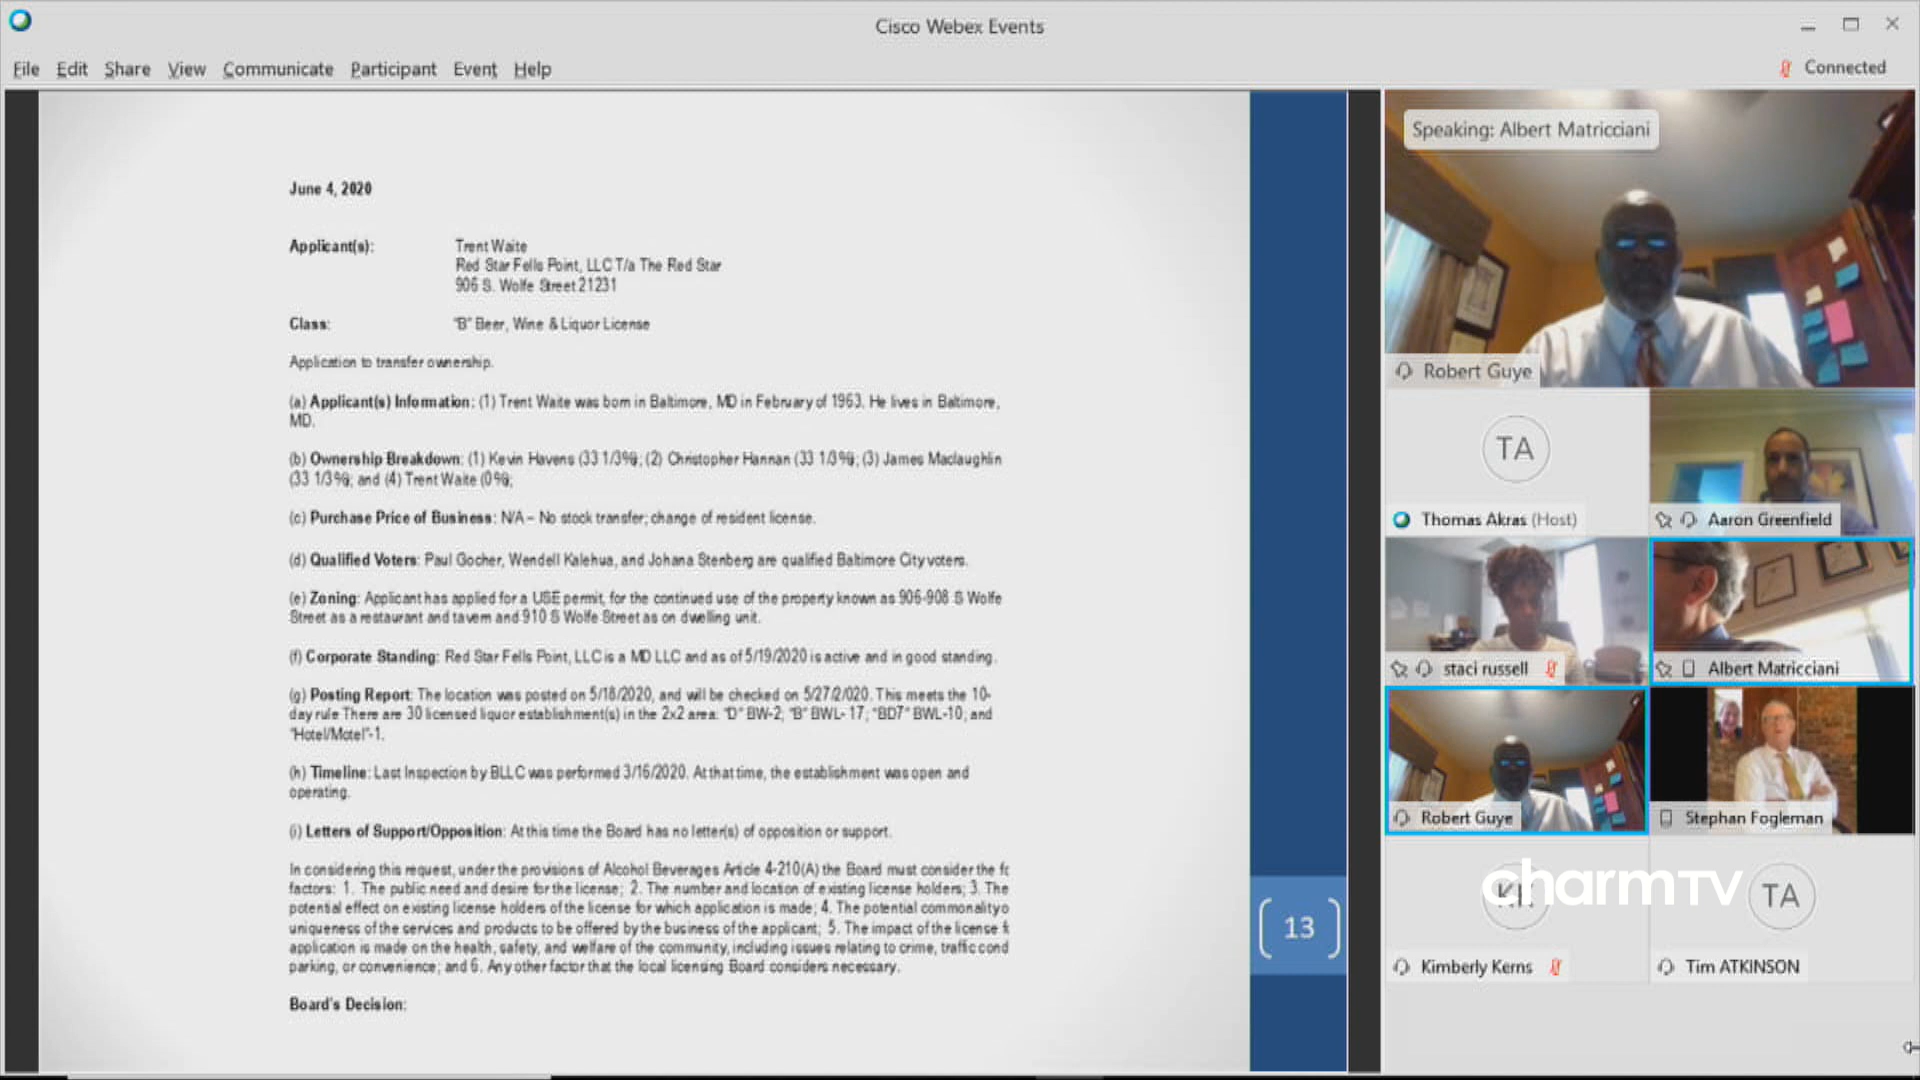 Cisco Webex Events
File Edit Share View Communicate Participant Event Help
Connected
June 4, 2020
Applicant(s): Trent Waite
Red Star Fells Point, LLC T/a The Red Star
906 S. Wolfe Street 21231
Class: "B" Beer, Wine & Liquor License
Application to transfer ownership.
(a) Applicant(s) Information: (1) Trent Waite was born in Baltimore, MD in February of 1963. He lives in Baltimore,
MD.
(b) Ownership Breakdown: (1) Kevin Havens (33 1/3%); (2) Christopher Hannan (33 1/3%); (3) James Maclaughlin
(33 1/3%); and (4) Trent Waite (0%);
(c) Purchase Price of Business: N/A – No stock transfer; change of resident license.
(d) Qualified Voters: Paul Gocher, Wendell Kalehua, and Johana Stenberg are qualified Baltimore City voters.
(e) Zoning: Applicant has applied for a USE permit, for the continued use of the property known as 906-908 S Wolfe
Street as a restaurant and tavern and 910 S Wolfe Street as on dwelling unit.
(f) Corporate Standing: Red Star Fells Point, LLC is a MD LLC and as of 5/19/2020 is active and in good standing.
(g) Posting Report: The location was posted on 5/18/2020, and will be checked on 5/27/2/020. This meets the 10-
day rule There are 30 licensed liquor establishment(s) in the 2x2 area: "D" BW-2; "B" BWL- 17; "BD7" BWL-10; and
"Hotel/Motel"-1.
(h) Timeline: Last Inspection by BLLC was performed 3/16/2020. At that time, the establishment was open and
operating.
(i) Letters of Support/Opposition: At this time the Board has no letter(s) of opposition or support.
In considering this request, under the provisions of Alcohol Beverages Article 4-210(A) the Board must consider the fo
factors: 1. The public need and desire for the license; 2. The number and location of existing license holders; 3. The
potential effect on existing license holders of the license for which application is made; 4. The potential commonality o
uniqueness of the services and products to be offered by the business of the applicant; 5. The impact of the license f
application is made on the health, safety, and welfare of the community, including issues relating to crime, traffic cond
parking, or convenience; and 6. Any other factor that the local licensing Board considers necessary.
Board's Decision:
13
Speaking: Albert Matricciani
Robert Guye
TA
Thomas Akras (Host)
Aaron Greenfield
staci russell
Albert Matricciani
Robert Guye
Stephan Fogleman
KK
charmTV
TA
Kimberly Kerns
Tim ATKINSON